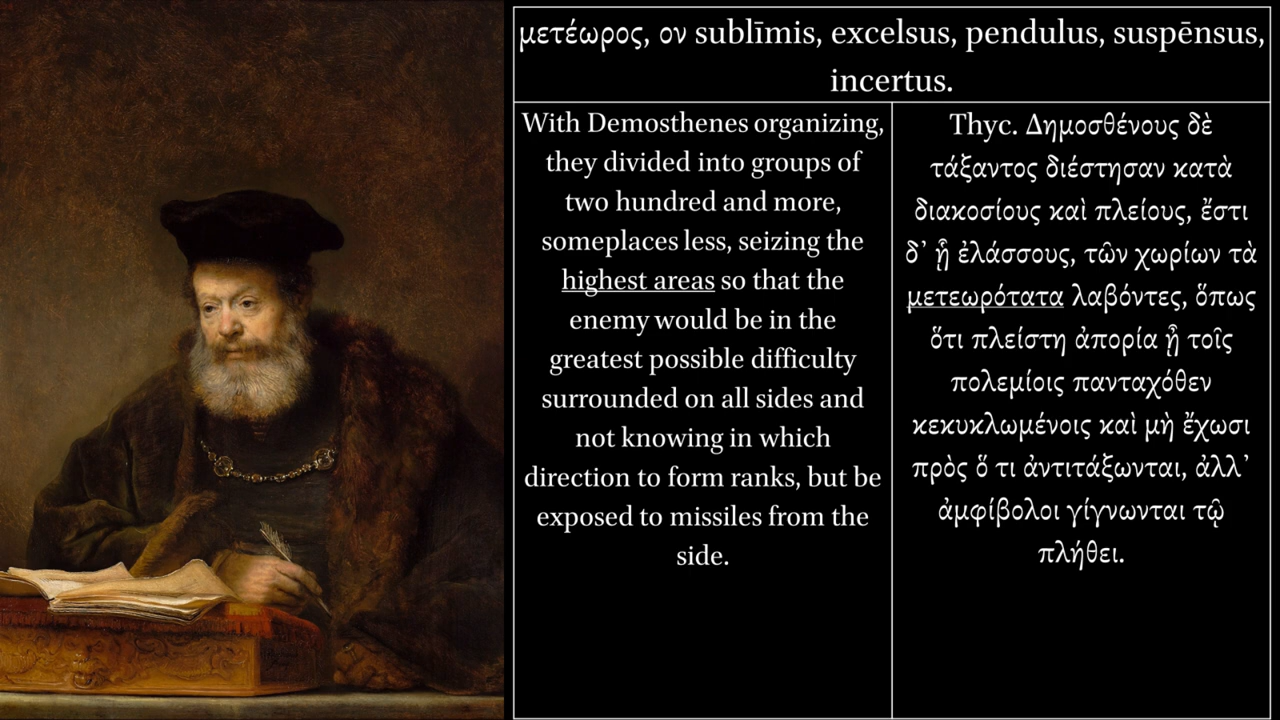 μετέωρος, ον sublīmis, excelsus, pendulus, suspēnsus,
incertus.
With Demosthenes organizing,
they divided into groups of
two hundred and more,
someplaces less, seizing the
highest areas so that the
enemy would be in the
greatest possible difficulty
surrounded on all sides and
not knowing in which
direction to form ranks, but be
exposed to missiles from the
side.
Thyc. Δημοσθένους δὲ
τάξαντος διέστησαν κατὰ
διακοσίους καὶ πλείους, ἔστι
δ’ ᾗ ἐλάσσους, τῶν χωρίων τὰ
μετεωρότατα λαβόντες, ὅπως
ὅτι πλείστη ἀπορία ᾖ τοῖς
πολεμίοις πανταχόθεν
κεκυκλωμένοις καὶ μὴ ἔχωσι
πρὸς ὅ τι ἀντιτάξωνται, ἀλλ’
ἀμφίβολοι γίγνωνται τῷ
πλήθει.